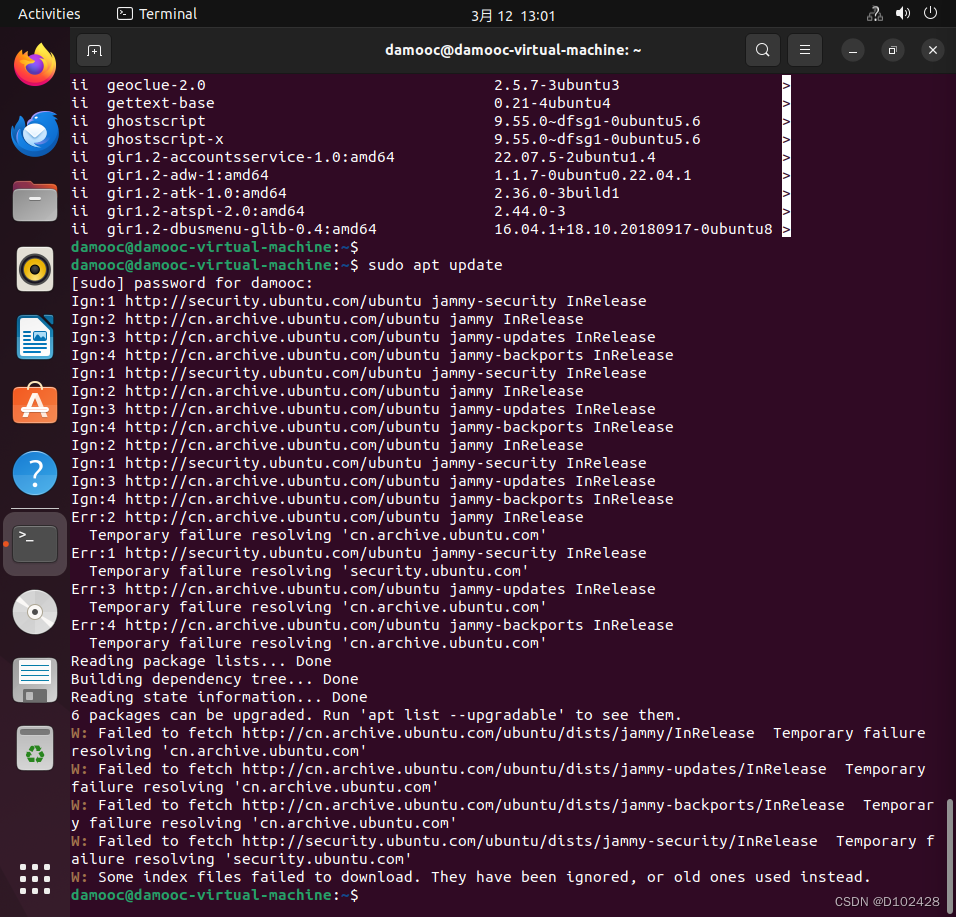 Activities
Terminal
3月 12 13:01
damooc@damooc-virtual-machine: ~
ii  geoclue-2.0                                2.5.7-3ubuntu3                  >
ii  gettext-base                               0.21-4ubuntu4                   >
ii  ghostscript                                9.55.0~dfsg1-0ubuntu5.6         >
ii  ghostscript-x                              9.55.0~dfsg1-0ubuntu5.6         >
ii  gir1.2-accountsservice-1.0:amd64           22.07.5-2ubuntu1.4              >
ii  gir1.2-adw-1:amd64                         1.1.7-0ubuntu0.22.04.1          >
ii  gir1.2-atk-1.0:amd64                       2.36.0-3build1                  >
ii  gir1.2-atspi-2.0:amd64                     2.44.0-3                        >
ii  gir1.2-dbusmenu-glib-0.4:amd64             16.04.1+18.10.20180917-0ubuntu8 >
damooc@damooc-virtual-machine:~$
damooc@damooc-virtual-machine:~$ sudo apt update
[sudo] password for damooc:
Ign:1 http://security.ubuntu.com/ubuntu jammy-security InRelease
Ign:2 http://cn.archive.ubuntu.com/ubuntu jammy InRelease
Ign:3 http://cn.archive.ubuntu.com/ubuntu jammy-updates InRelease
Ign:4 http://cn.archive.ubuntu.com/ubuntu jammy-backports InRelease
Ign:1 http://security.ubuntu.com/ubuntu jammy-security InRelease
Ign:2 http://cn.archive.ubuntu.com/ubuntu jammy InRelease
Ign:3 http://cn.archive.ubuntu.com/ubuntu jammy-updates InRelease
Ign:4 http://cn.archive.ubuntu.com/ubuntu jammy-backports InRelease
Ign:2 http://cn.archive.ubuntu.com/ubuntu jammy InRelease
Ign:1 http://security.ubuntu.com/ubuntu jammy-security InRelease
Ign:3 http://cn.archive.ubuntu.com/ubuntu jammy-updates InRelease
Ign:4 http://cn.archive.ubuntu.com/ubuntu jammy-backports InRelease
Err:2 http://cn.archive.ubuntu.com/ubuntu jammy InRelease
  Temporary failure resolving 'cn.archive.ubuntu.com'
Err:1 http://security.ubuntu.com/ubuntu jammy-security InRelease
  Temporary failure resolving 'security.ubuntu.com'
Err:3 http://cn.archive.ubuntu.com/ubuntu jammy-updates InRelease
  Temporary failure resolving 'cn.archive.ubuntu.com'
Err:4 http://cn.archive.ubuntu.com/ubuntu jammy-backports InRelease
  Temporary failure resolving 'cn.archive.ubuntu.com'
Reading package lists... Done
Building dependency tree... Done
Reading state information... Done
6 packages can be upgraded. Run 'apt list --upgradable' to see them.
W: Failed to fetch http://cn.archive.ubuntu.com/ubuntu/dists/jammy/InRelease  Temporary failure
resolving 'cn.archive.ubuntu.com'
W: Failed to fetch http://cn.archive.ubuntu.com/ubuntu/dists/jammy-updates/InRelease  Temporary
failure resolving 'cn.archive.ubuntu.com'
W: Failed to fetch http://cn.archive.ubuntu.com/ubuntu/dists/jammy-backports/InRelease  Temporar
y failure resolving 'cn.archive.ubuntu.com'
W: Failed to fetch http://security.ubuntu.com/ubuntu/dists/jammy-security/InRelease  Temporary f
ailure resolving 'security.ubuntu.com'
W: Some index files failed to download. They have been ignored, or old ones used instead.
damooc@damooc-virtual-machine:~$
CSDN @D102428